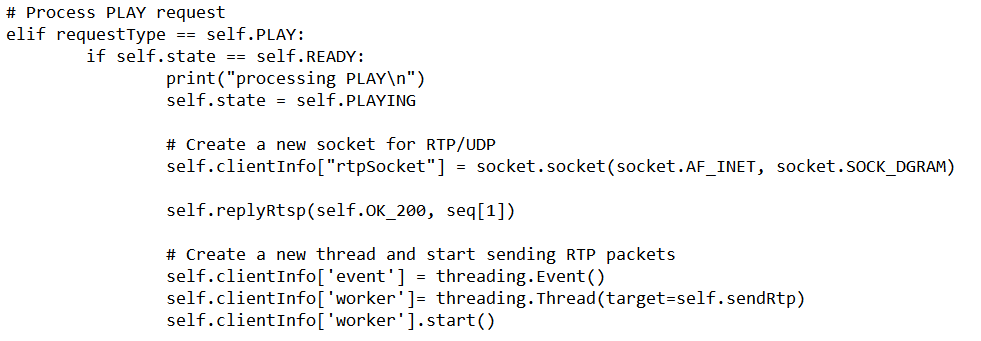 # Process PLAY request
elif requestType == self.PLAY:
        if self.state == self.READY:
                print("processing PLAY\n")
                self.state = self.PLAYING

                # Create a new socket for RTP/UDP
                self.clientInfo["rtpSocket"] = socket.socket(socket.AF_INET, socket.SOCK_DGRAM)

                self.replyRtsp(self.OK_200, seq[1])

                # Create a new thread and start sending RTP packets
                self.clientInfo['event'] = threading.Event()
                self.clientInfo['worker']= threading.Thread(target=self.sendRtp)
                self.clientInfo['worker'].start()